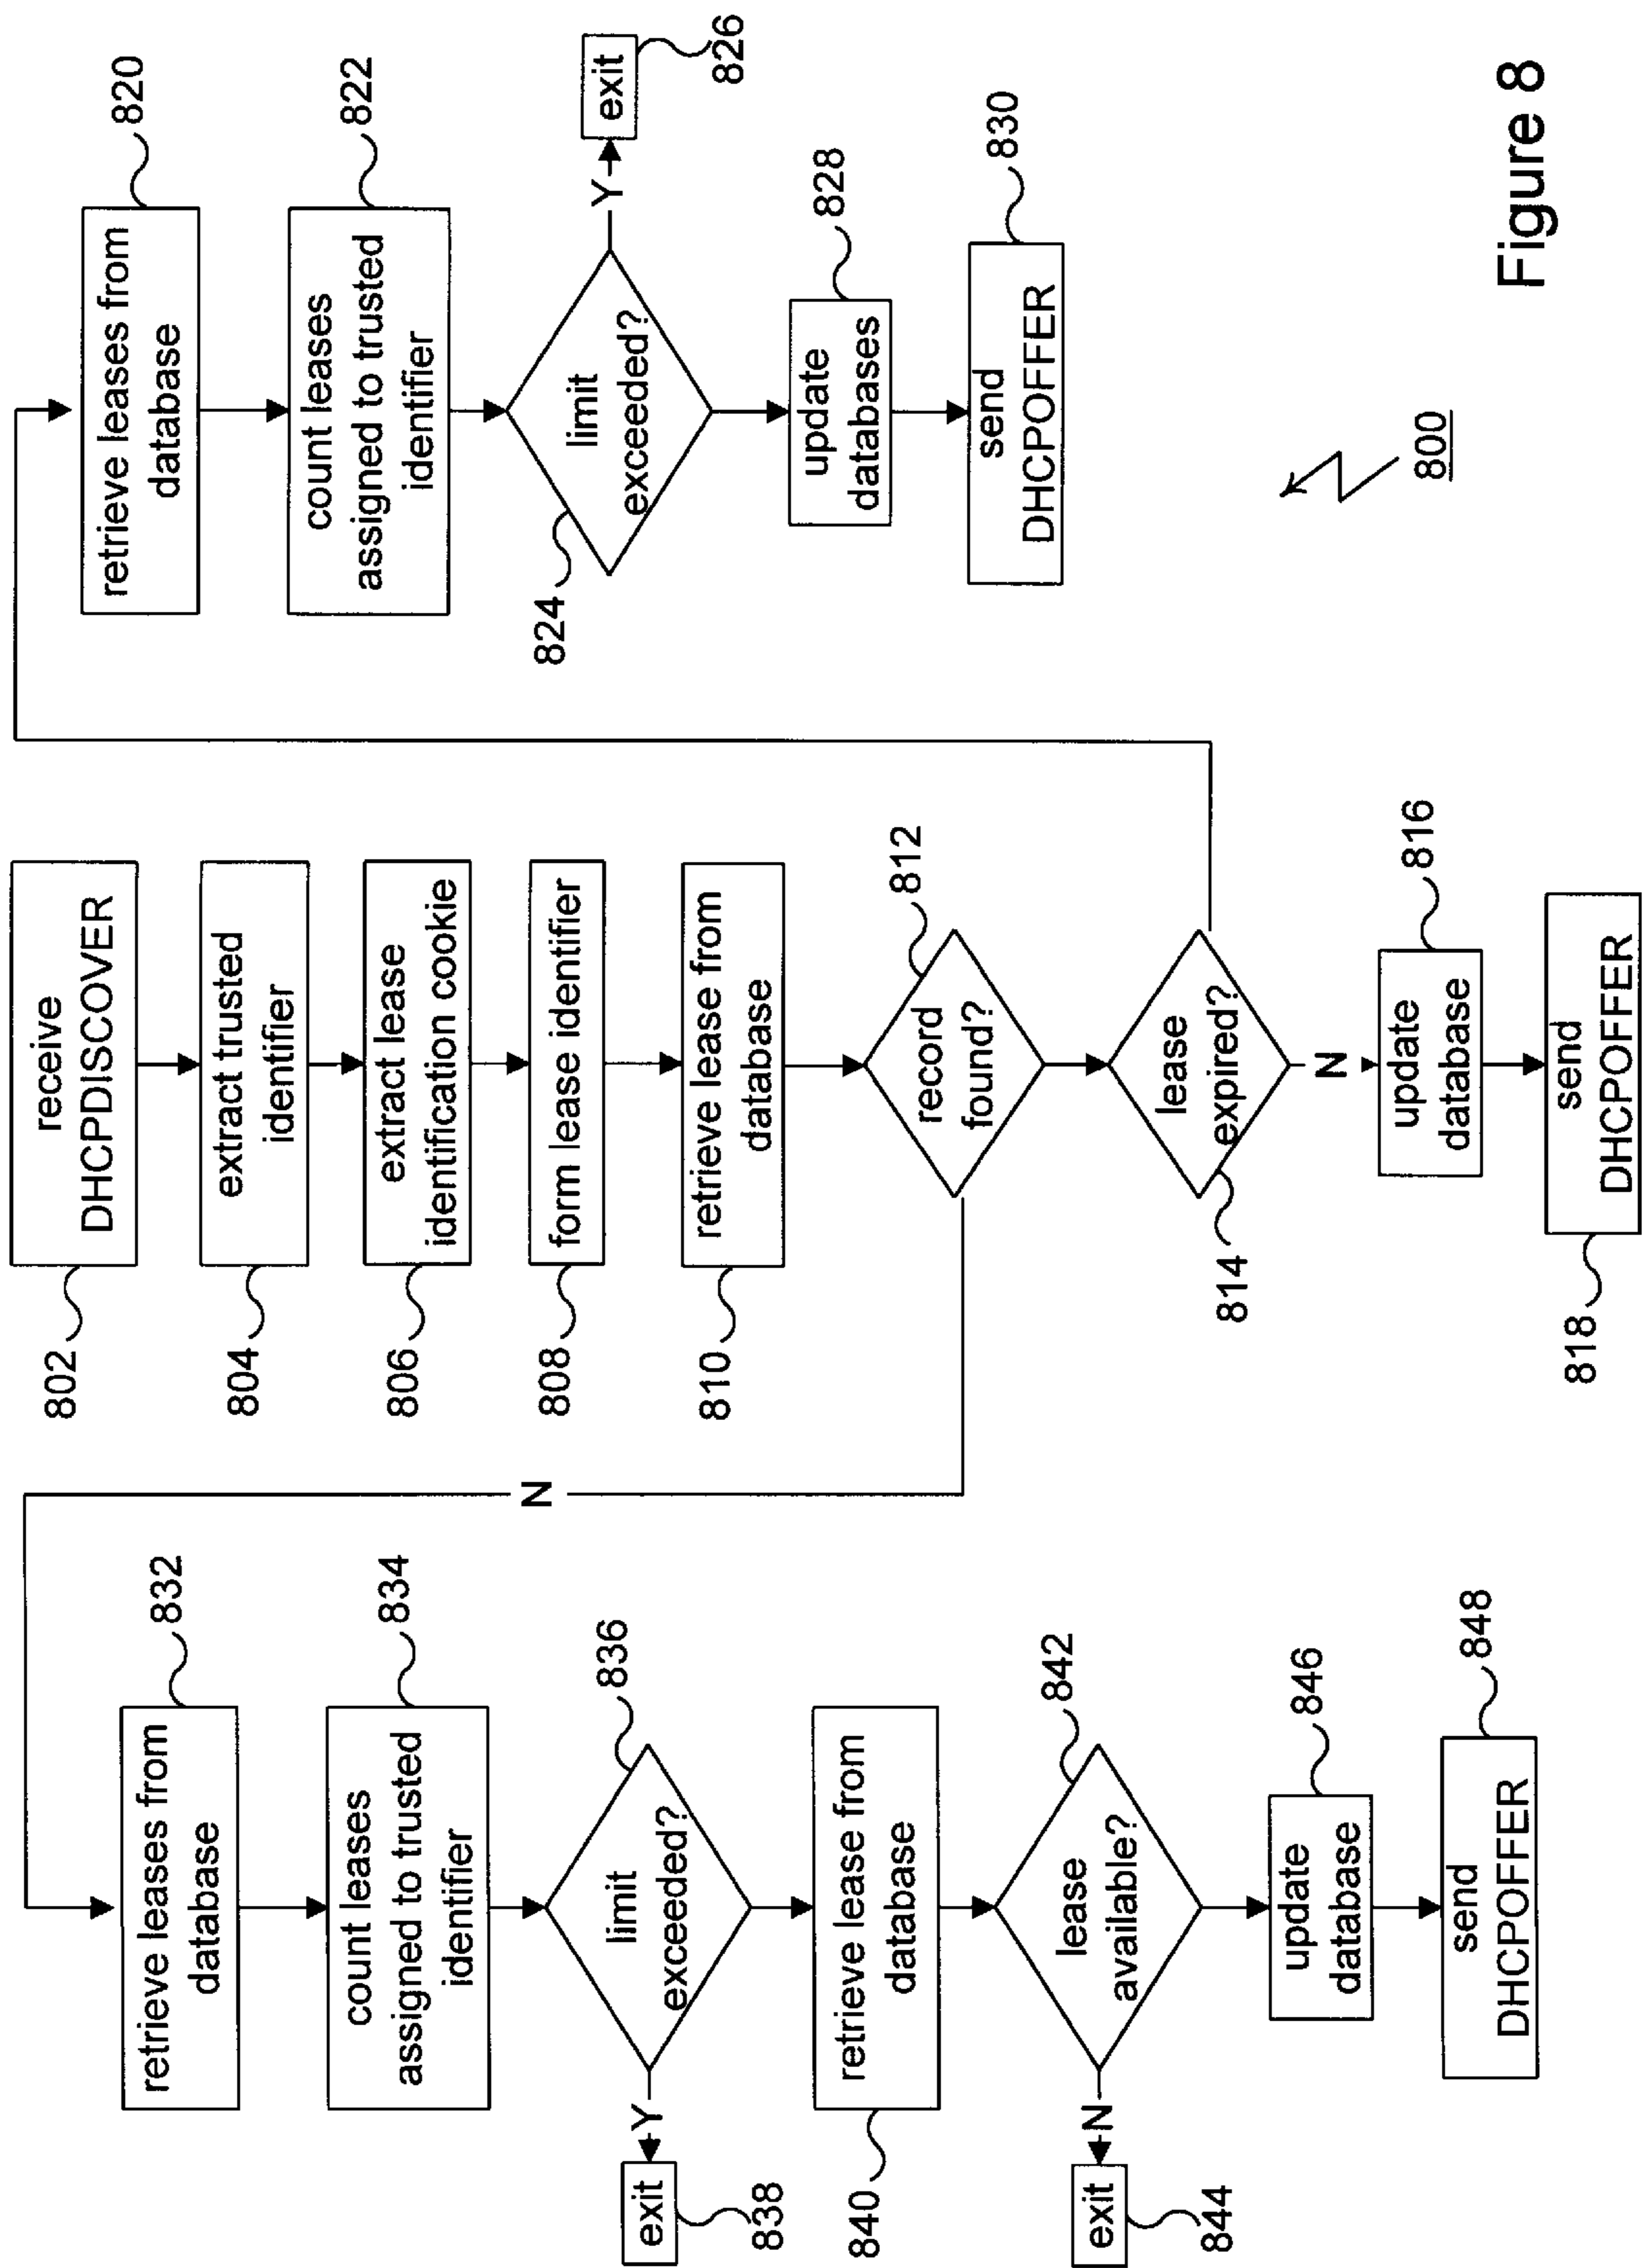 802
receive
DHCPDISCOVER
804
extract trusted
identifier
806
extract lease
identification cookie
808
form lease identifier
810
retrieve lease from
database
812
record
found?
N
814
lease
expired?
N
816
update
database
818
send
DHCPOFFER
820
retrieve leases from
database
822
count leases
assigned to trusted
identifier
824
limit
exceeded?
Y
exit
826
828
update
databases
830
send
DHCPOFFER
832
retrieve leases from
database
834
count leases
assigned to trusted
identifier
836
limit
exceeded?
Y
exit
838
840
retrieve lease from
database
842
lease
available?
N
exit
844
846
update
database
848
send
DHCPOFFER
800
Figure 8